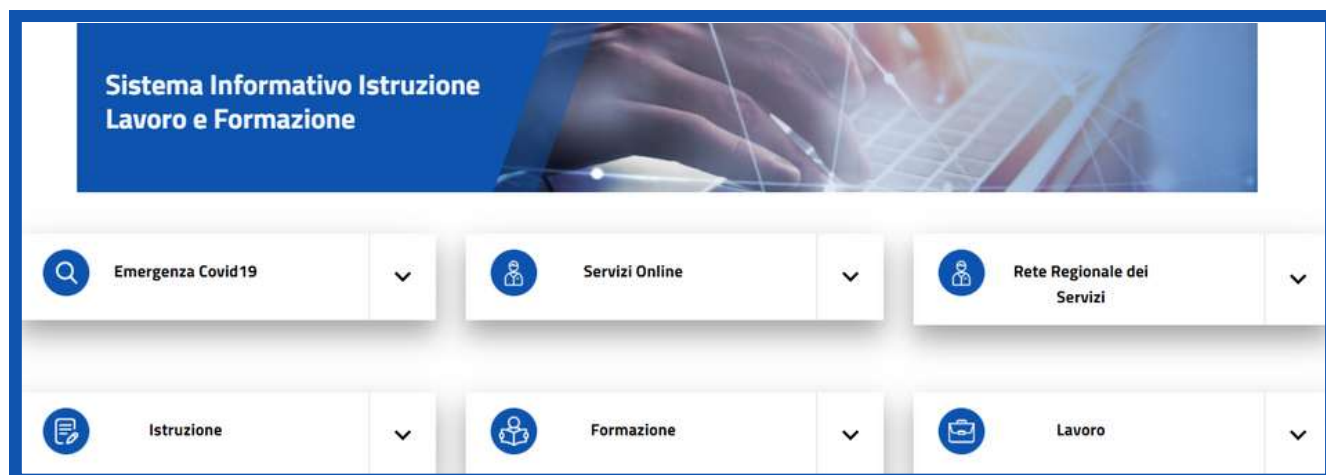 Sistema Informativo Istruzione
Lavoro e Formazione
Emergenza Covid19
Servizi Online
Rete Regionale dei
Servizi
Istruzione
Formazione
Lavoro